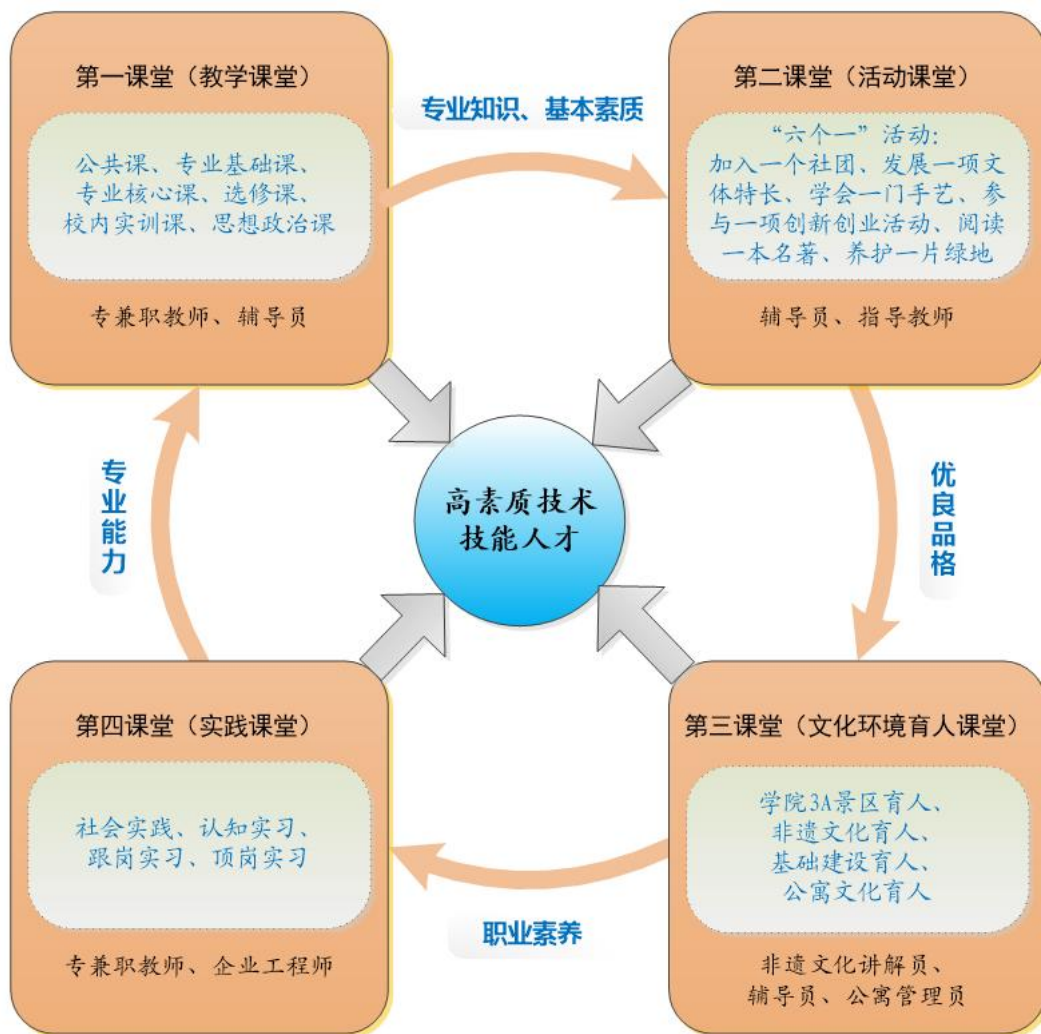 第一课堂（教学课堂）
公共课、专业基础课、
专业核心课、选修课、
校内实训课、思想政治课
专兼职教师、辅导员
专业知识、基本素质
第二课堂（活动课堂）
“六个一”活动:
加入一个社团、发展一项文
体特长、学会一门手艺、参
与一项创新创业活动、阅读
一本名著、养护一片绿地
辅导员、指导教师
专业能力
高素质技术
技能人才
优良品格
第四课堂（实践课堂）
社会实践、认知实习、
跟岗实习、顶岗实习
专兼职教师、企业工程师
职业素养
第三课堂（文化环境育人课堂）
学院3A景区育人、
非遗文化育人、
基础建设育人、
公寓文化育人
非遗文化讲解员、
辅导员、公寓管理员